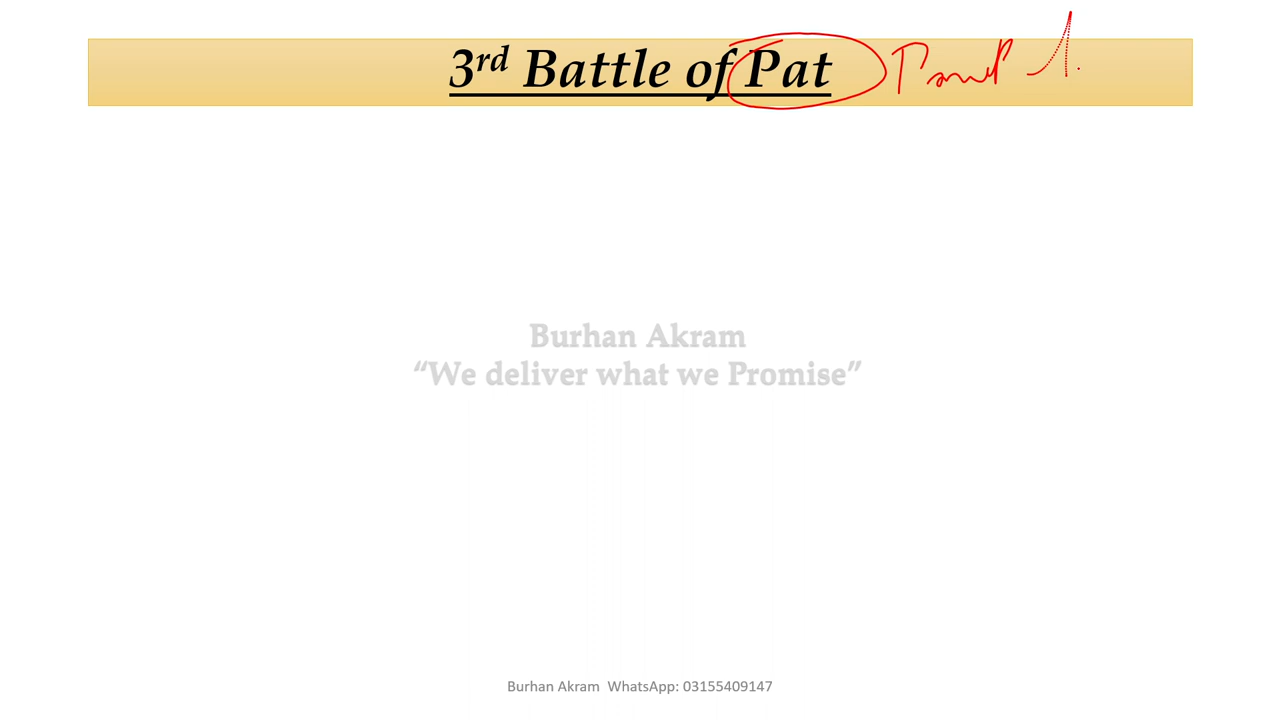 3rd Battle of Pat
Burhan Akram
“We deliver what we Promise”
Burhan Akram WhatsApp: 03155409147